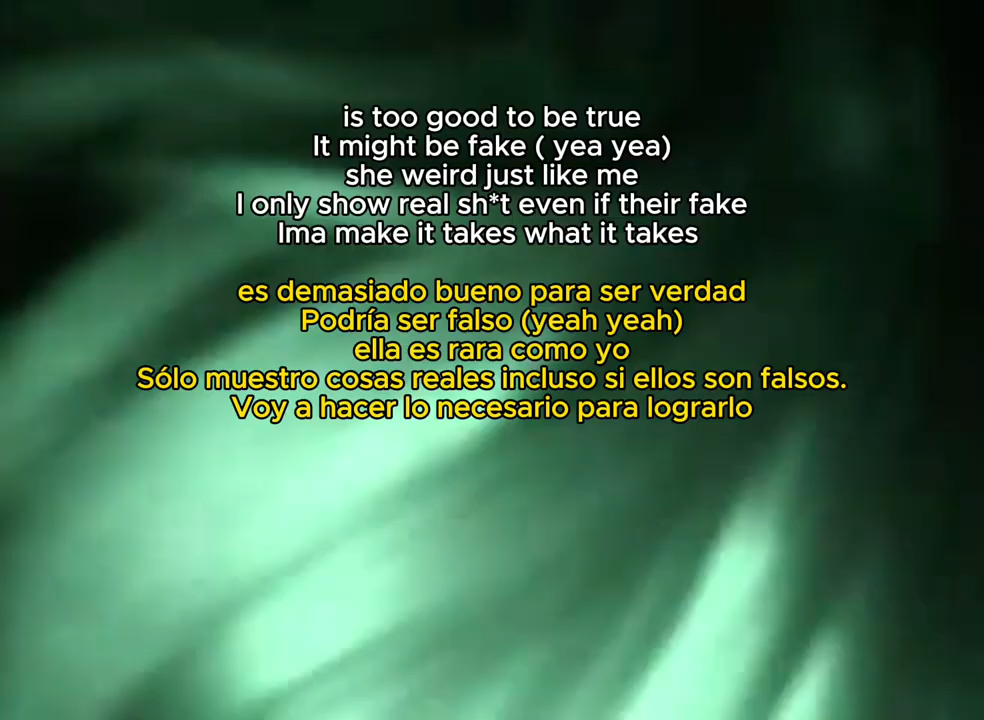 is too good to be true
It might be fake ( yea yea)
she weird just like me
I only show real sh*t even if their fake
Ima make it takes what it takes
es demasiado bueno para ser verdad
Podría ser falso (yeah yeah)
ella es rara como yo
Sólo muestro cosas reales incluso si ellos son falsos.
Voy a hacer lo necesario para lograrlo